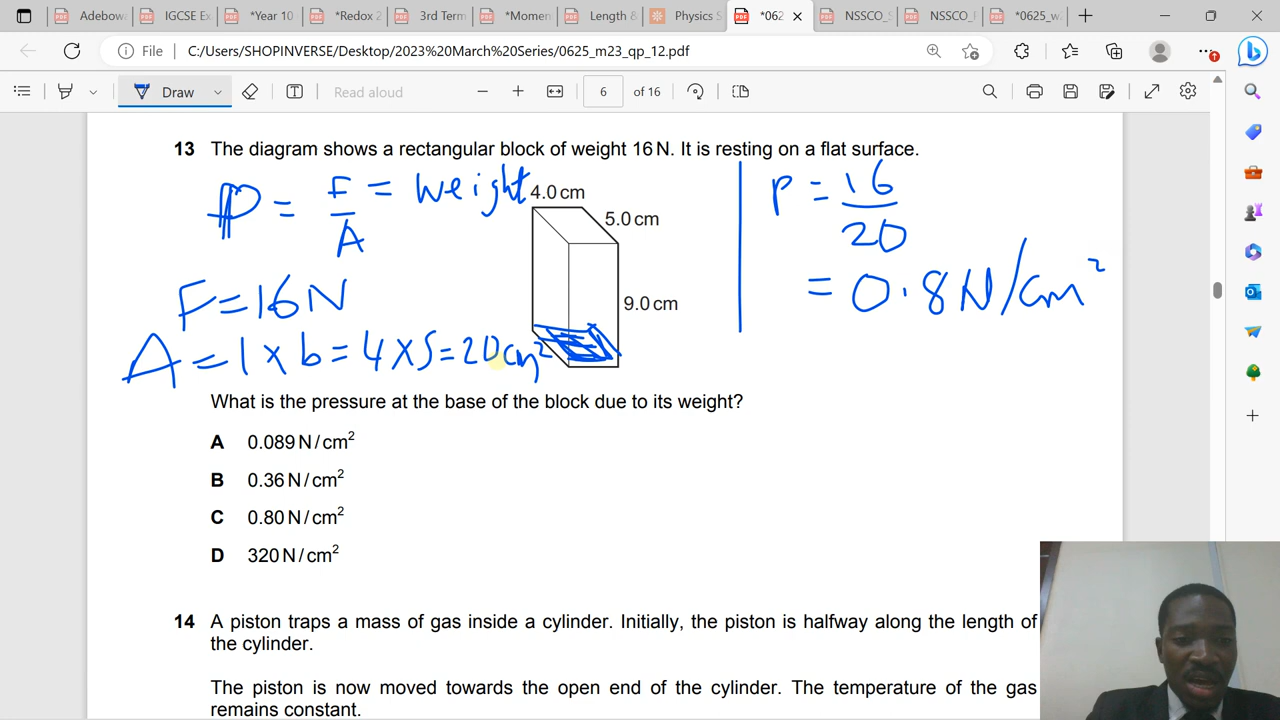 Adebow
IGCSE Ex
*Year 10
*Redox 2
3rd Term
*Momen
Length 8
Physics S
*062
NSSCO_S
NSSCO_I
*0625_w
File
C:/Users/SHOPINVERSE/Desktop/2023%20March%20Series/0625_m23_qp_12.pdf
Draw
Read aloud
6
of 16
13 The diagram shows a rectangular block of weight 16 N. It is resting on a flat surface.
P = F/A = Weight
4.0 cm
5.0 cm
9.0 cm
F = 16N
A = l x b = 4 x 5 = 20cm²
P = 16/20
= 0.8 N/cm²
What is the pressure at the base of the block due to its weight?
A 0.089 N / cm²
B 0.36 N / cm²
C 0.80 N / cm²
D 320 N / cm²
14 A piston traps a mass of gas inside a cylinder. Initially, the piston is halfway along the length of
the cylinder.
The piston is now moved towards the open end of the cylinder. The temperature of the gas
remains constant.